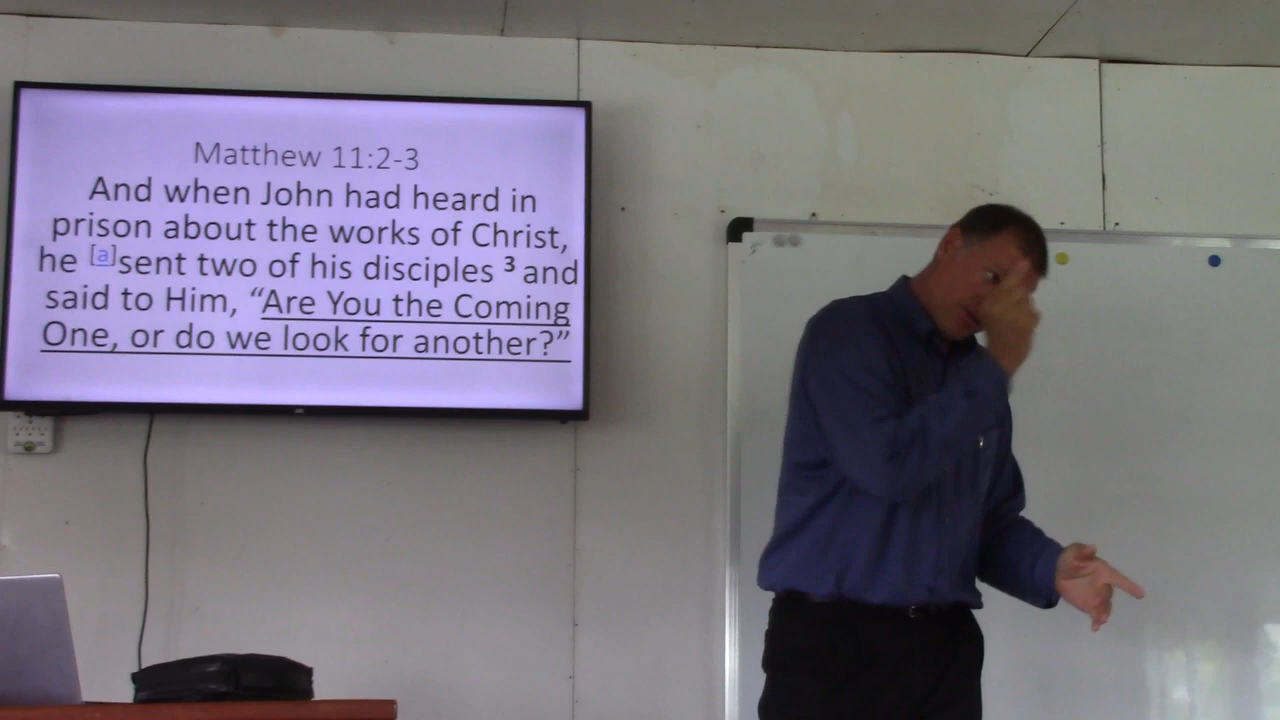 Matthew 11:2-3
And when John had heard in
prison about the works of Christ,
he [a]sent two of his disciples ³ and
said to Him, “Are You the Coming
One, or do we look for another?”